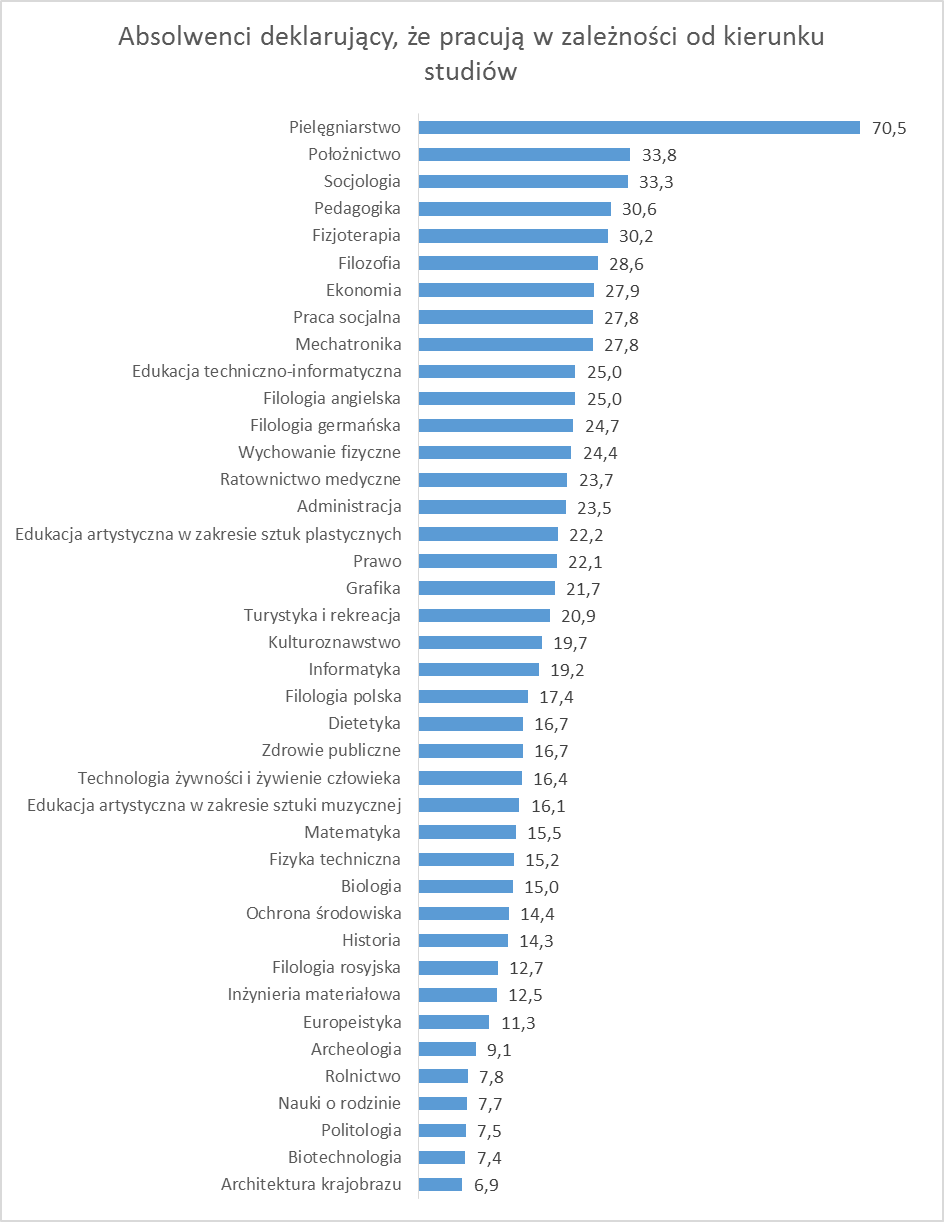 Absolwenci deklarujący, że pracują w zależności od kierunku
studiów
Pielęgniarstwo 70,5
Położnictwo 33,8
Socjologia 33,3
Pedagogika 30,6
Fizjoterapia 30,2
Filozofia 28,6
Ekonomia 27,9
Praca socjalna 27,8
Mechatronika 27,8
Edukacja techniczno-informatyczna 25,0
Filologia angielska 25,0
Filologia germańska 24,7
Wychowanie fizyczne 24,4
Ratownictwo medyczne 23,7
Administracja 23,5
Edukacja artystyczna w zakresie sztuk plastycznych 22,2
Prawo 22,1
Grafika 21,7
Turystyka i rekreacja 20,9
Kulturoznawstwo 19,7
Informatyka 19,2
Filologia polska 17,4
Dietetyka 16,7
Zdrowie publiczne 16,7
Technologia żywności i żywienie człowieka 16,4
Edukacja artystyczna w zakresie sztuki muzycznej 16,1
Matematyka 15,5
Fizyka techniczna 15,2
Biologia 15,0
Ochrona środowiska 14,4
Historia 14,3
Filologia rosyjska 12,7
Inżynieria materiałowa 12,5
Europeistyka 11,3
Archeologia 9,1
Rolnictwo 7,8
Nauki o rodzinie 7,7
Politologia 7,5
Biotechnologia 7,4
Architektura krajobrazu 6,9